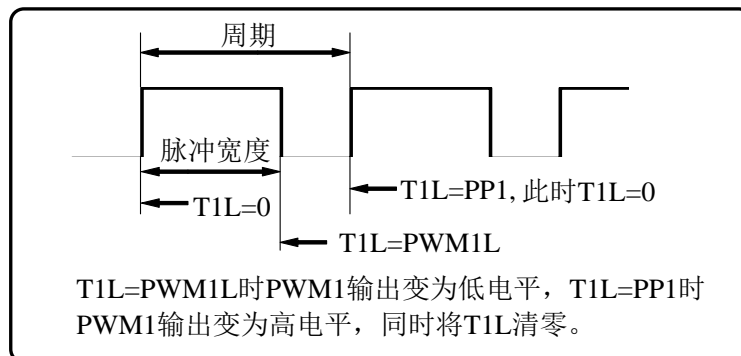 周期
脉冲宽度
T1L=0
T1L=PP1, 此时T1L=0
T1L=PWM1L
T1L=PWM1L时PWM1输出变为低电平，T1L=PP1时
PWM1输出变为高电平，同时将T1L清零。